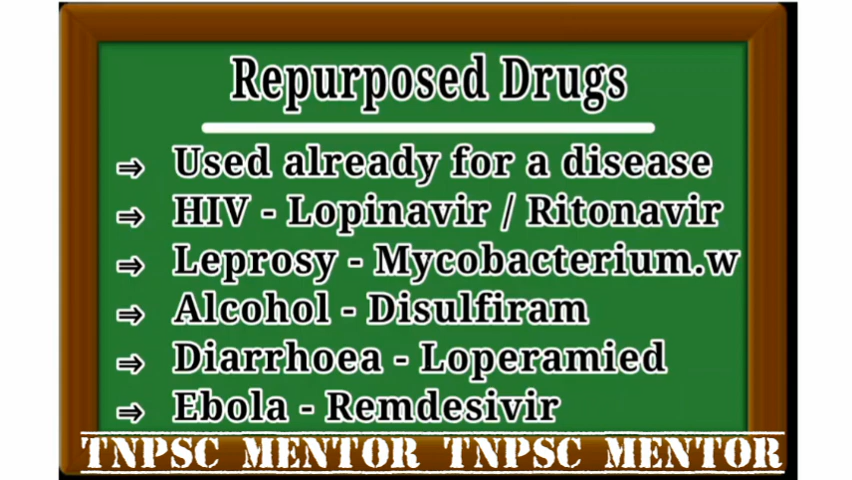 Repurposed Drugs
⇒ Used already for a disease
⇒ HIV - Lopinavir / Ritonavir
⇒ Leprosy - Mycobacterium.w
⇒ Alcohol - Disulfiram
⇒ Diarrhoea - Loperamied
⇒ Ebola - Remdesivir
TNPSC MENTOR TNPSC MENTOR